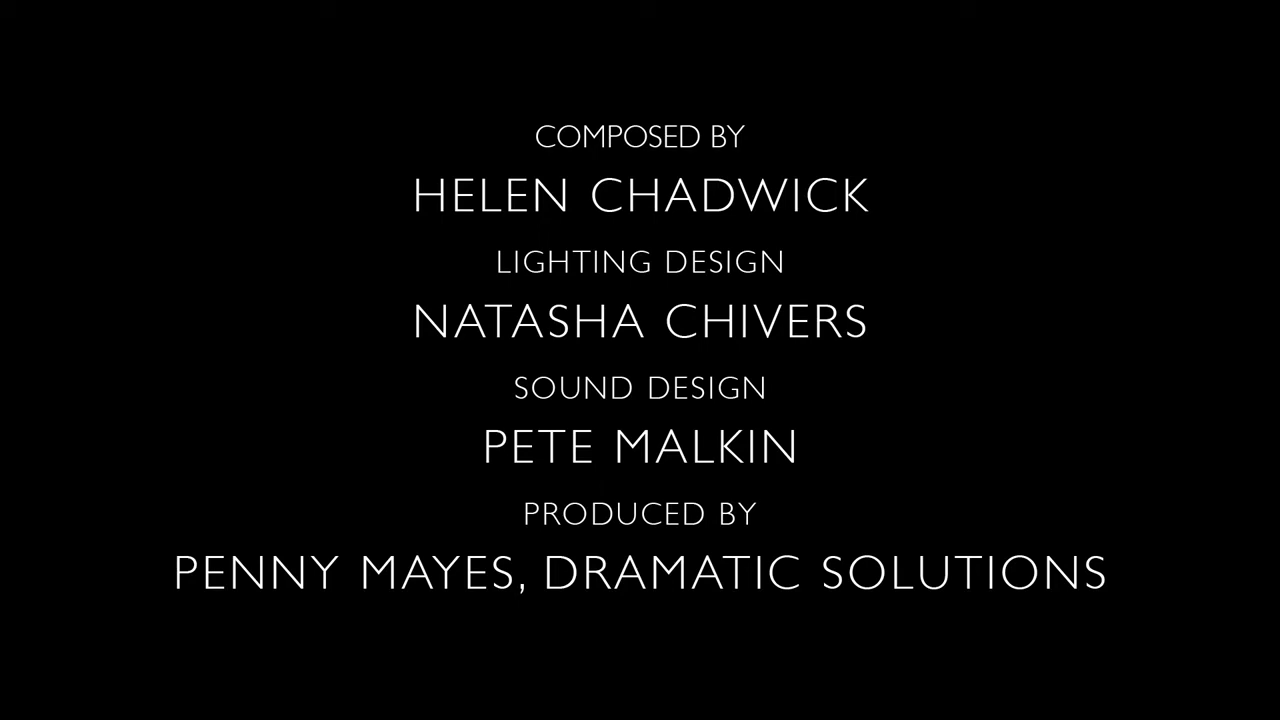 COMPOSED BY
HELEN CHADWICK
LIGHTING DESIGN
NATASHA CHIVERS
SOUND DESIGN
PETE MALKIN
PRODUCED BY
PENNY MAYES, DRAMATIC SOLUTIONS